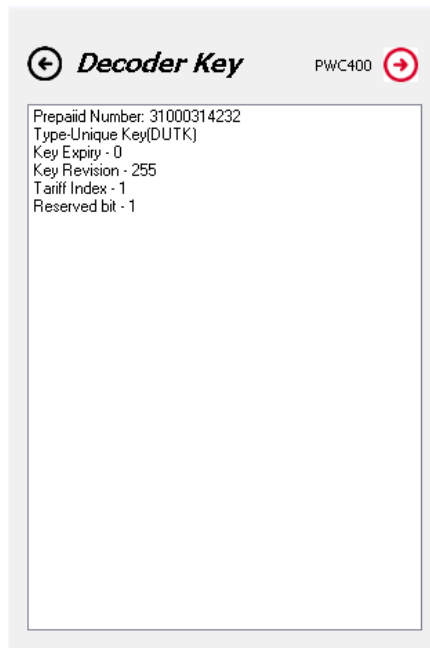 Decoder Key
PWC400
Prepaiid Number: 31000314232
Type-Unique Key(DUTK)
Key Expiry - 0
Key Revision - 255
Tariff Index - 1
Reserved bit - 1